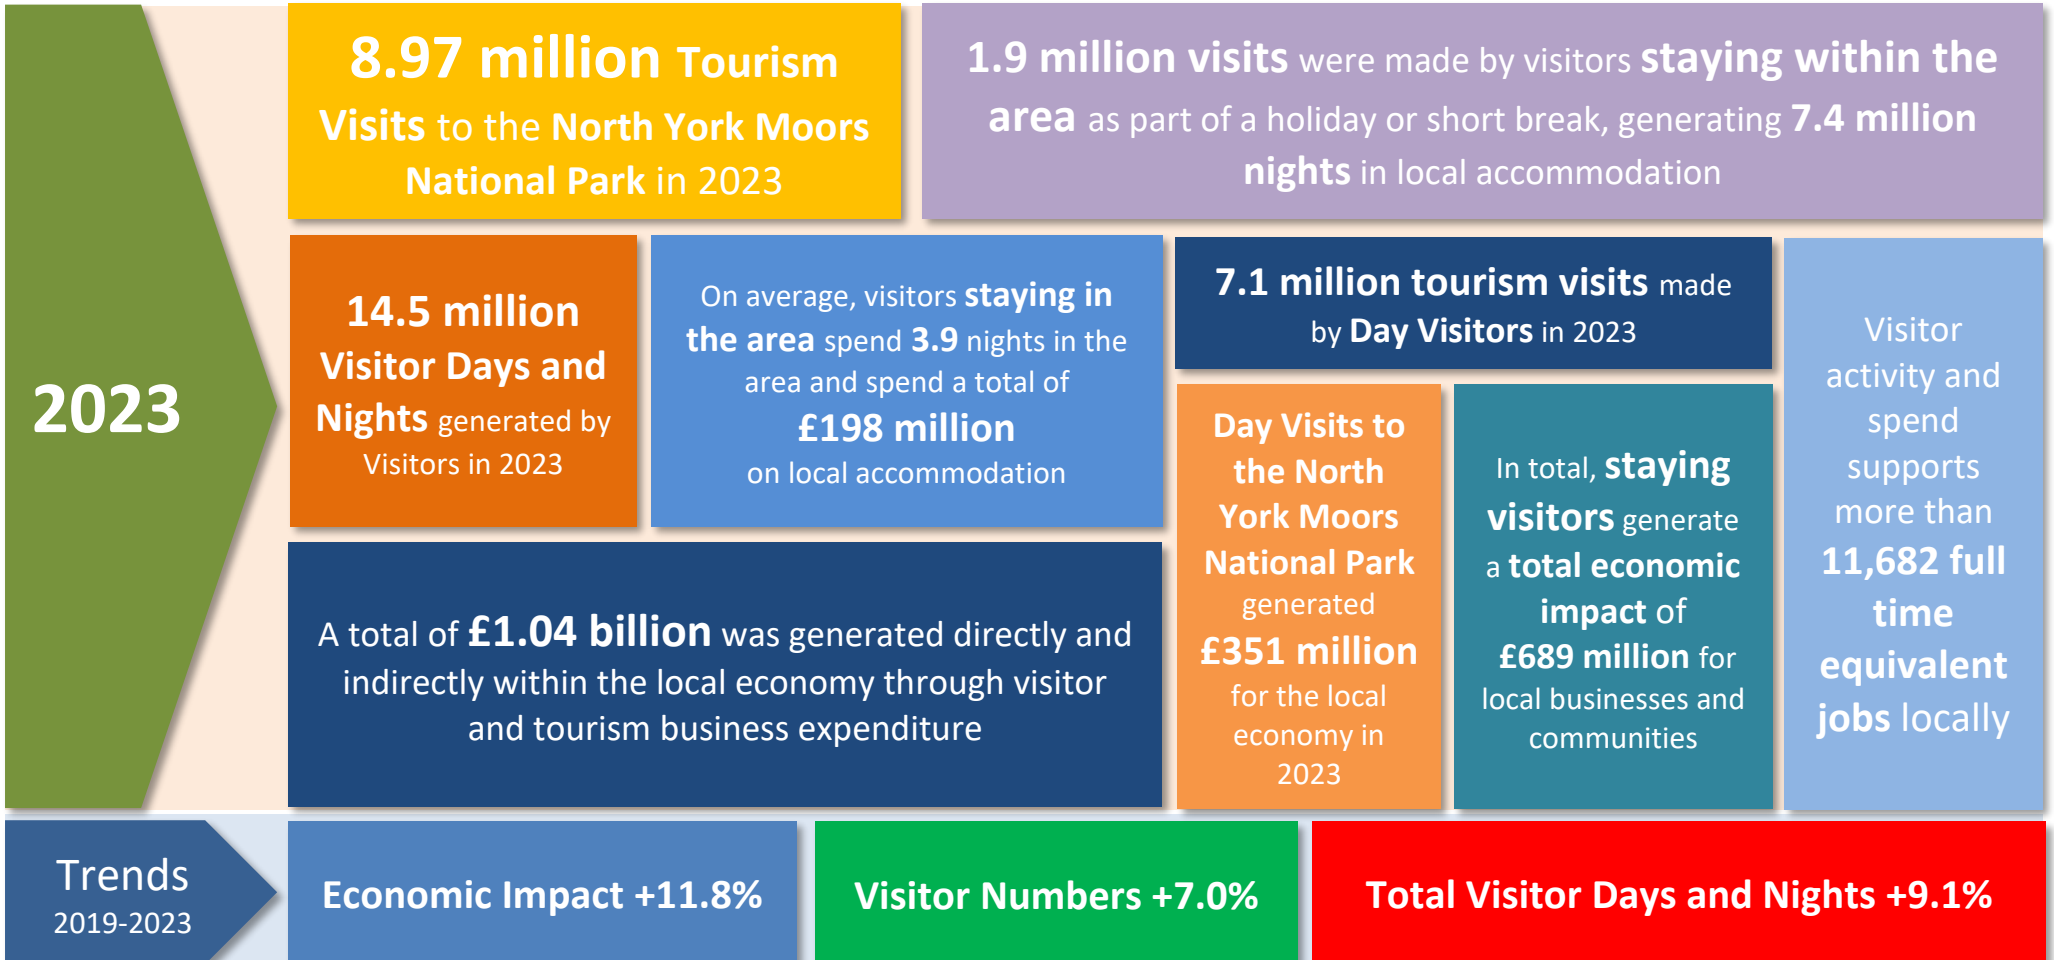 2023
8.97 million Tourism
Visits to the North York Moors
National Park in 2023
1.9 million visits were made by visitors staying within the
area as part of a holiday or short break, generating 7.4 million
nights in local accommodation
14.5 million
Visitor Days and
Nights generated by
Visitors in 2023
On average, visitors staying in
the area spend 3.9 nights in the
area and spend a total of
£198 million
on local accommodation
7.1 million tourism visits made
by Day Visitors in 2023
A total of £1.04 billion was generated directly and
indirectly within the local economy through visitor
and tourism business expenditure
Day Visits to
the North
York Moors
National Park
generated
£351 million
for the local
economy in
2023
In total, staying
visitors generate
a total economic
impact of
£689 million for
local businesses and
communities
Visitor
activity and
spend
supports
more than
11,682 full
time
equivalent
jobs locally
Trends
2019-2023
Economic Impact +11.8%
Visitor Numbers +7.0%
Total Visitor Days and Nights +9.1%